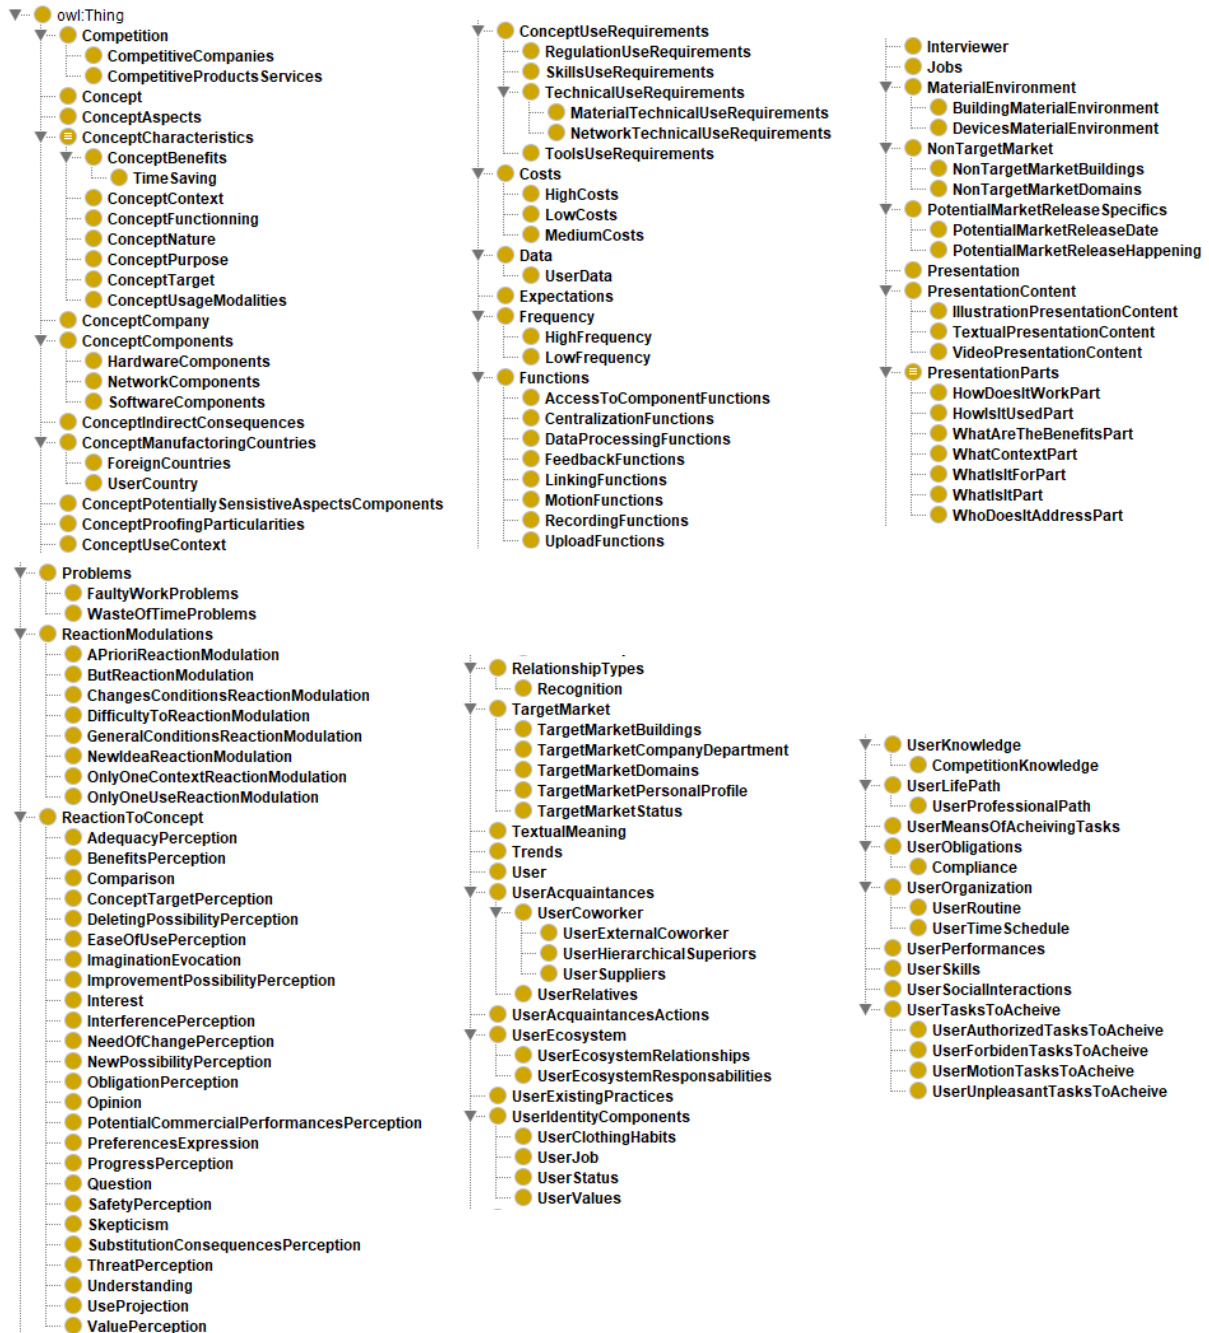 owl:Thing
Competition
CompetitiveCompanies
CompetitiveProductsServices
Concept
ConceptAspects
ConceptCharacteristics
ConceptBenefits
TimeSaving
ConceptContext
ConceptFunctionning
ConceptNature
ConceptPurpose
ConceptTarget
ConceptUsageModalities
ConceptCompany
ConceptComponents
HardwareComponents
NetworkComponents
SoftwareComponents
ConceptIndirectConsequences
ConceptManufactoringCountries
ForeignCountries
UserCountry
ConceptPotentiallySensistiveAspectsComponents
ConceptProofingParticularities
ConceptUseContext
ConceptUseRequirements
RegulationUseRequirements
SkillsUseRequirements
TechnicalUseRequirements
MaterialTechnicalUseRequirements
NetworkTechnicalUseRequirements
ToolsUseRequirements
Costs
HighCosts
LowCosts
MediumCosts
Data
UserData
Expectations
Frequency
HighFrequency
LowFrequency
Functions
AccessToComponentFunctions
CentralizationFunctions
DataProcessingFunctions
FeedbackFunctions
LinkingFunctions
MotionFunctions
RecordingFunctions
UploadFunctions
Interviewer
Jobs
MaterialEnvironment
BuildingMaterialEnvironment
DevicesMaterialEnvironment
NonTargetMarket
NonTargetMarketBuildings
NonTargetMarketDomains
PotentialMarketReleaseSpecifics
PotentialMarketReleaseDate
PotentialMarketReleaseHappening
Presentation
PresentationContent
IllustrationPresentationContent
TextualPresentationContent
VideoPresentationContent
PresentationParts
HowDoesItWorkPart
HowIsItUsedPart
WhatAreTheBenefitsPart
WhatContextPart
WhatIsItForPart
WhatIsItPart
WhoDoesItAddressPart
Problems
FaultyWorkProblems
WasteOfTimeProblems
ReactionModulations
APrioriReactionModulation
ButReactionModulation
ChangesConditionsReactionModulation
DifficultyToReactionModulation
GeneralConditionsReactionModulation
NewIdeaReactionModulation
OnlyOneContextReactionModulation
OnlyOneUseReactionModulation
ReactionToConcept
AdequacyPerception
BenefitsPerception
Comparison
ConceptTargetPerception
DeletingPossibilityPerception
EaseOfUsePerception
ImaginationEvocation
ImprovementPossibilityPerception
Interest
InterferencePerception
NeedOfChangePerception
NewPossibilityPerception
ObligationPerception
Opinion
PotentialCommercialPerformancesPerception
PreferencesExpression
ProgressPerception
Question
SafetyPerception
Skepticism
SubstitutionConsequencesPerception
ThreatPerception
Understanding
UseProjection
ValuePerception
RelationshipTypes
Recognition
TargetMarket
TargetMarketBuildings
TargetMarketCompanyDepartment
TargetMarketDomains
TargetMarketPersonalProfile
TargetMarketStatus
TextualMeaning
Trends
User
UserAcquaintances
UserCoworker
UserExternalCoworker
UserHierarchicalSuperiors
UserSuppliers
UserRelatives
UserAcquaintancesActions
UserEcosystem
UserEcosystemRelationships
UserEcosystemResponsabilities
UserExistingPractices
UserIdentityComponents
UserClothingHabits
UserJob
UserStatus
UserValues
UserKnowledge
CompetitionKnowledge
UserLifePath
UserProfessionalPath
UserMeansOfAcheivingTasks
UserObligations
Compliance
UserOrganization
UserRoutine
UserTimeSchedule
UserPerformances
UserSkills
UserSocialInteractions
UserTasksToAcheive
UserAuthorizedTasksToAcheive
UserForbidenTasksToAcheive
UserMotionTasksToAcheive
UserUnpleasantTasksToAcheive